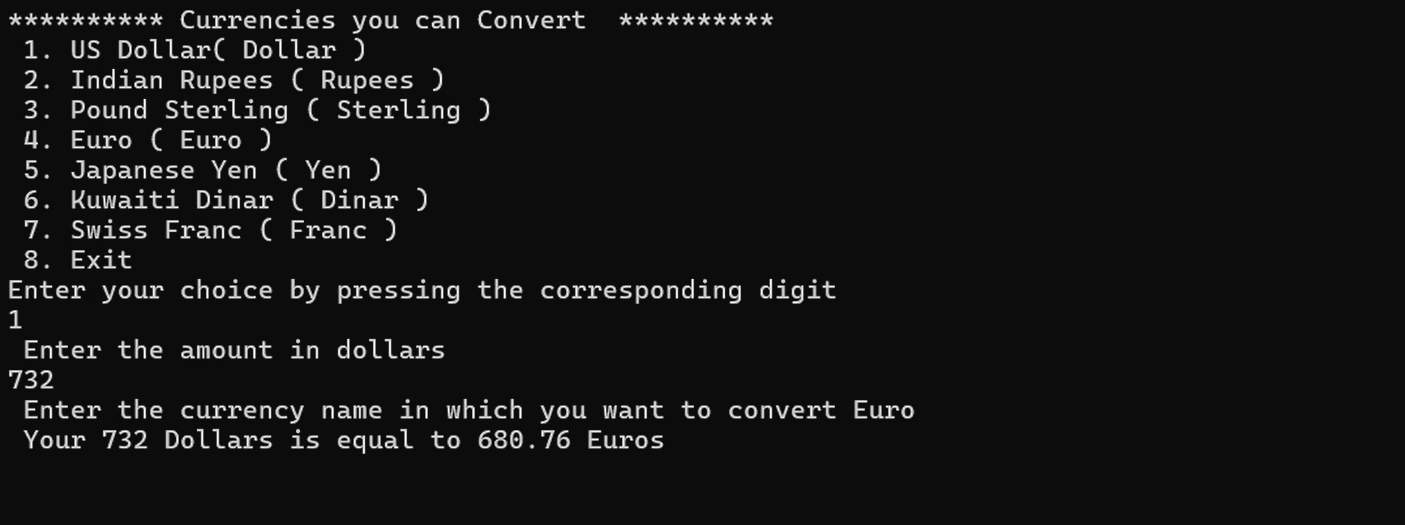 ********** Currencies you can Convert  **********
 1. US Dollar( Dollar )
 2. Indian Rupees ( Rupees )
 3. Pound Sterling ( Sterling )
 4. Euro ( Euro )
 5. Japanese Yen ( Yen )
 6. Kuwaiti Dinar ( Dinar )
 7. Swiss Franc ( Franc )
 8. Exit
Enter your choice by pressing the corresponding digit
1
 Enter the amount in dollars
732
 Enter the currency name in which you want to convert Euro
 Your 732 Dollars is equal to 680.76 Euros